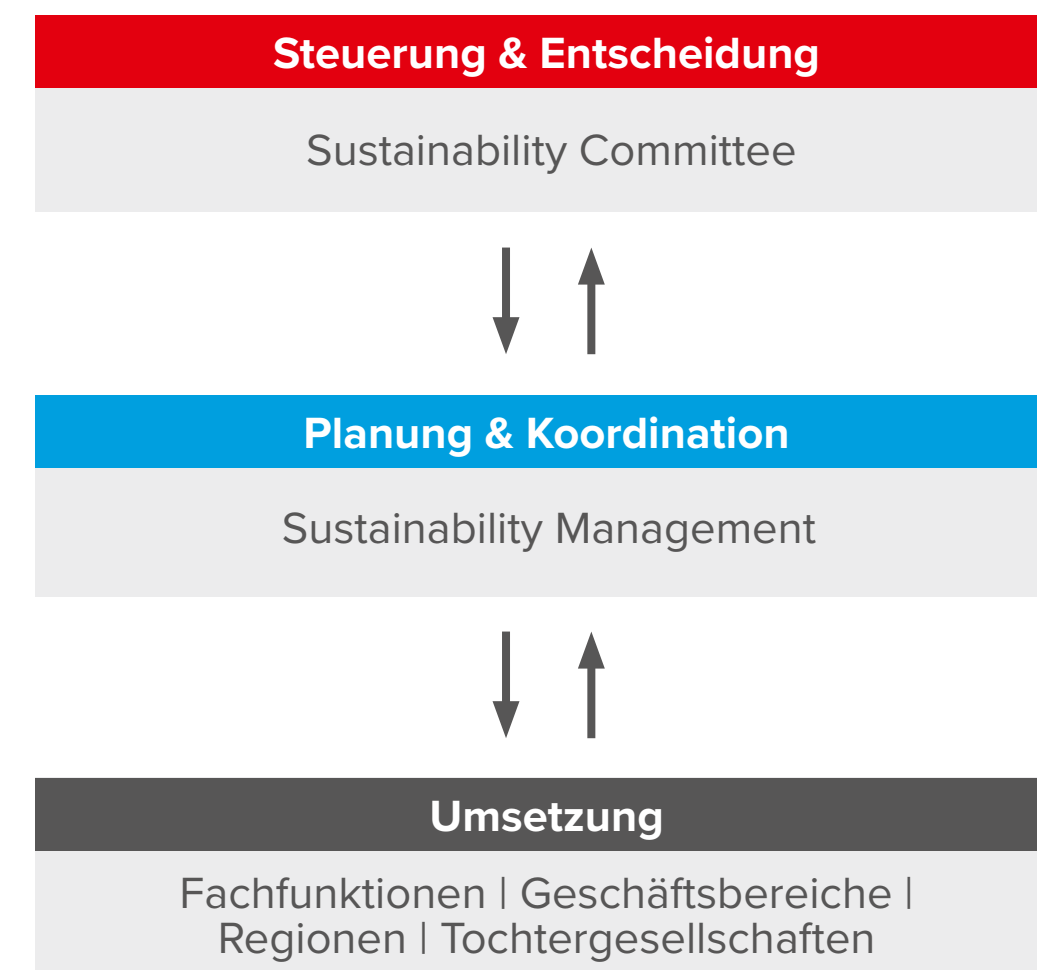 Steuerung & Entscheidung
Sustainability Committee
Planung & Koordination
Sustainability Management
Umsetzung
Fachfunktionen | Geschäftsbereiche |
Regionen | Tochtergesellschaften